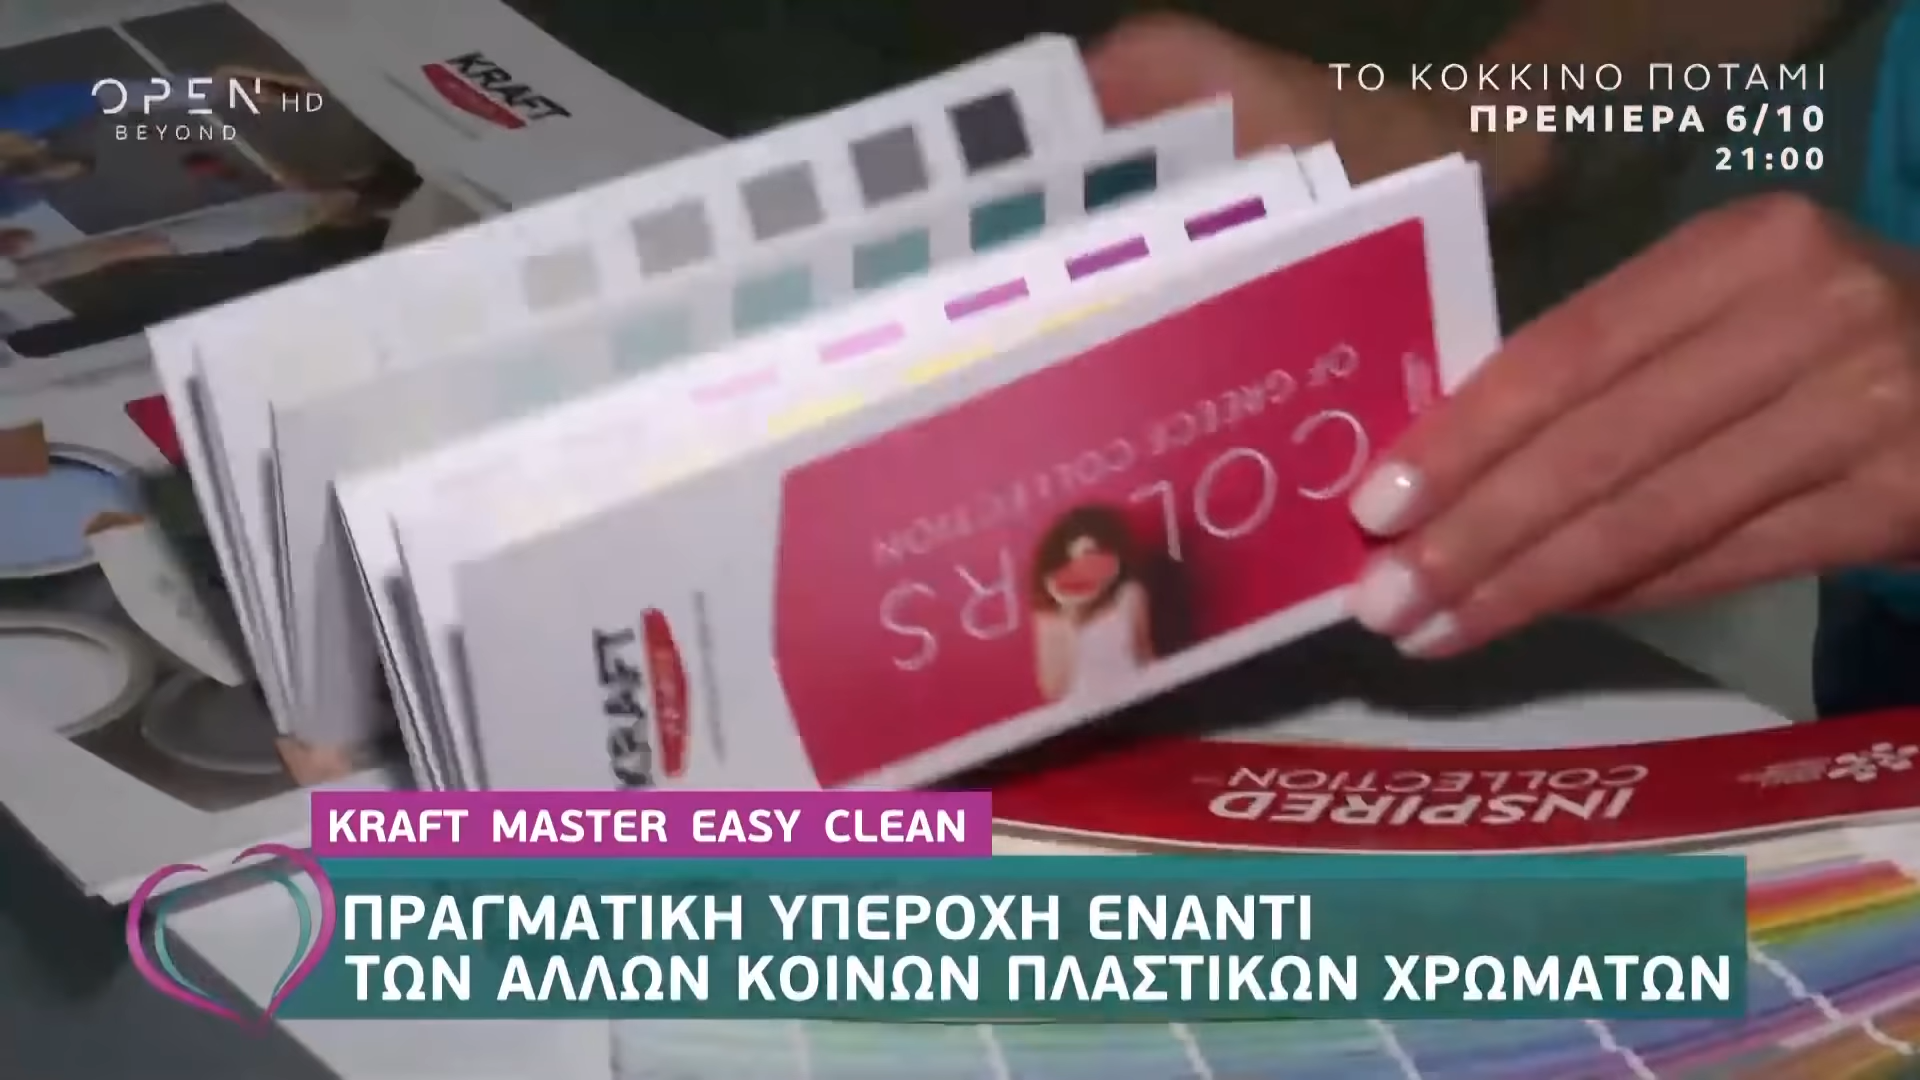 OPEN HD
BEYOND
ΤΟ ΚΟΚΚΙΝΟ ΠΟΤΑΜΙ
ΠΡΕΜΙΕΡΑ 6/10
21:00
KRAFT
COLORS
OF GREECE COLLECTION
KRAFT
INSPIRED
COLLECTION
KRAFT MASTER EASY CLEAN
ΠΡΑΓΜΑΤΙΚΗ ΥΠΕΡΟΧΗ ΕΝΑΝΤΙ
ΤΩΝ ΑΛΛΩΝ ΚΟΙΝΩΝ ΠΛΑΣΤΙΚΩΝ ΧΡΩΜΑΤΩΝ